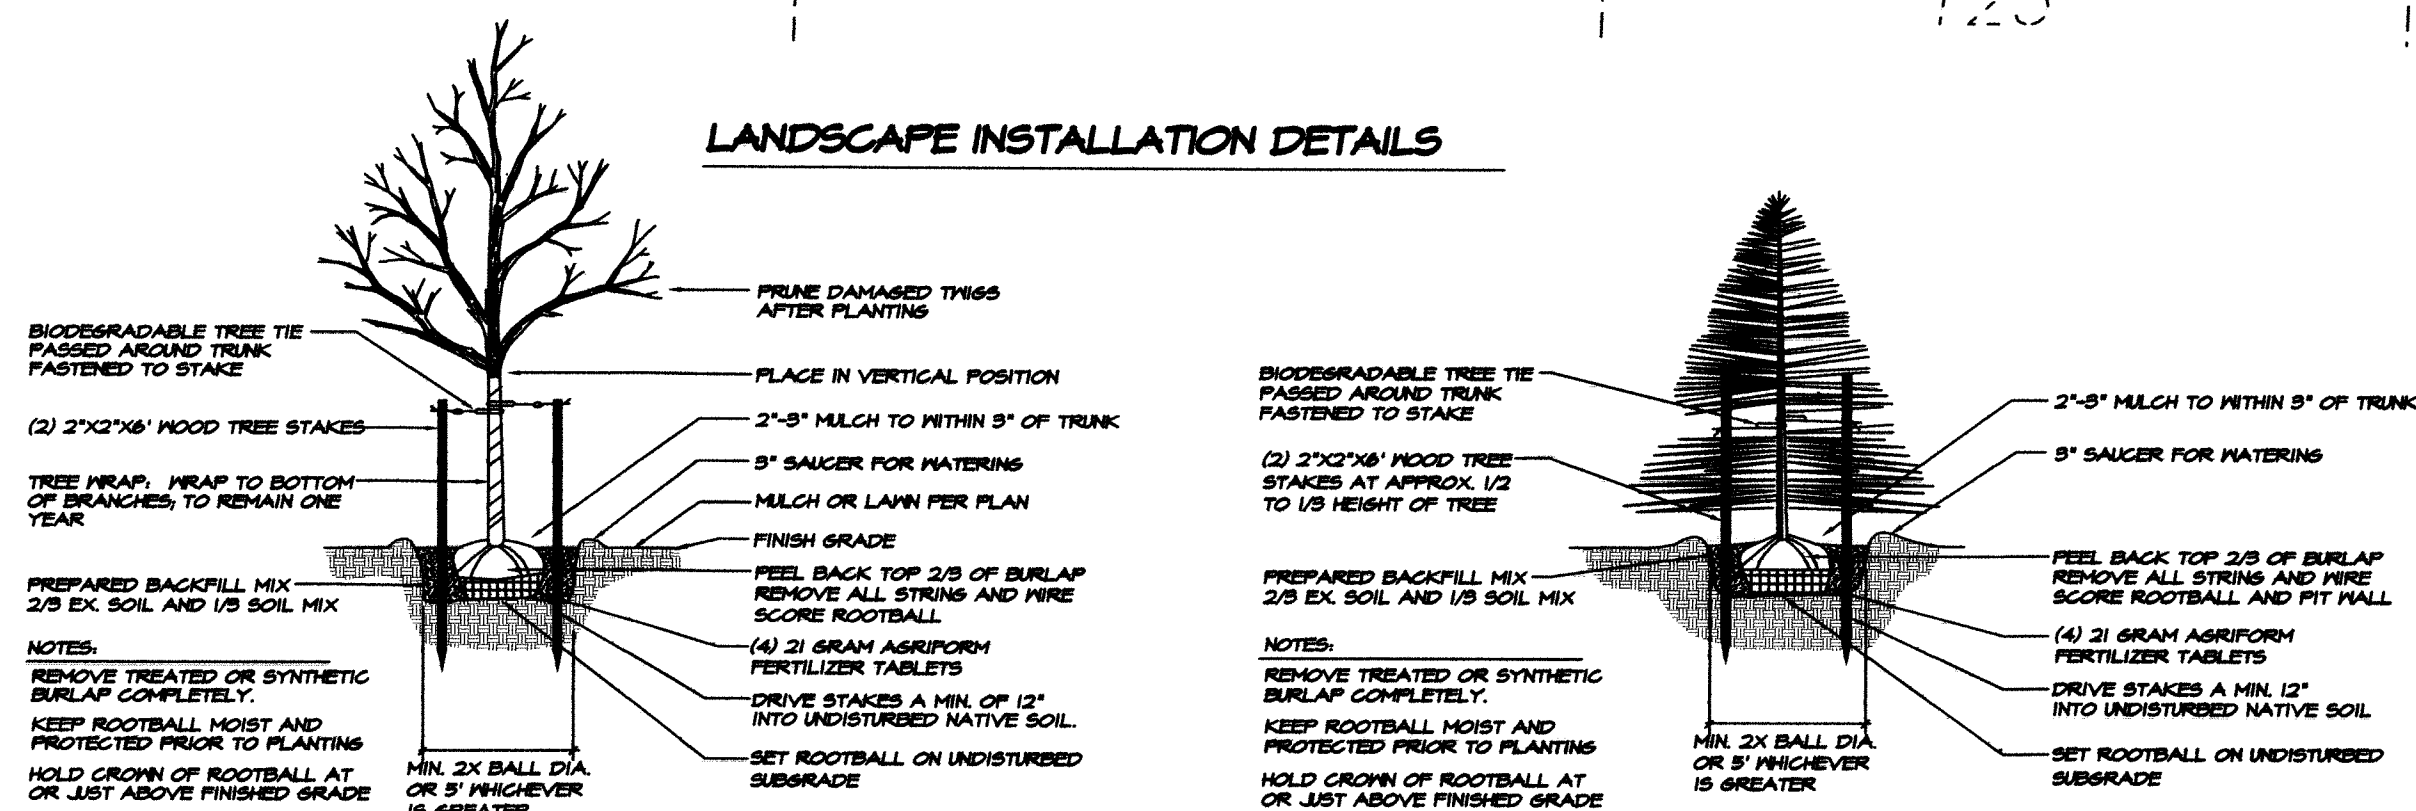 LANDSCAPE INSTALLATION DETAILS
BIODEGRADABLE TREE TIE
PASSED AROUND TRUNK
FASTENED TO STAKE
(2) 2"X2"X6' WOOD TREE STAKES
TREE WRAP: WRAP TO BOTTOM
OF BRANCHES; TO REMAIN ONE
YEAR
PREPARED BACKFILL MIX
2/3 EX. SOIL AND 1/3 SOIL MIX
NOTES:
REMOVE TREATED OR SYNTHETIC
BURLAP COMPLETELY.
KEEP ROOTBALL MOIST AND
PROTECTED PRIOR TO PLANTING
HOLD CROWN OF ROOTBALL AT
OR JUST ABOVE FINISHED GRADE
PRUNE DAMAGED TWIGS
AFTER PLANTING
PLACE IN VERTICAL POSITION
2"-3" MULCH TO WITHIN 3" OF TRUNK
3" SAUCER FOR WATERING
MULCH OR LAWN PER PLAN
FINISH GRADE
PEEL BACK TOP 2/3 OF BURLAP
REMOVE ALL STRING AND WIRE
SCORE ROOTBALL
(4) 21 GRAM AGRIFORM
FERTILIZER TABLETS
DRIVE STAKES A MIN. OF 12"
INTO UNDISTURBED NATIVE SOIL.
SET ROOTBALL ON UNDISTURBED
SUBGRADE
MIN. 2X BALL DIA.
OR 5' WHICHEVER
IS GREATER
BIODEGRADABLE TREE TIE
PASSED AROUND TRUNK
FASTENED TO STAKE
(2) 2"X2"X6' WOOD TREE
STAKES AT APPROX. 1/2
TO 1/3 HEIGHT OF TREE
PREPARED BACKFILL MIX
2/3 EX. SOIL AND 1/3 SOIL MIX
NOTES:
REMOVE TREATED OR SYNTHETIC
BURLAP COMPLETELY.
KEEP ROOTBALL MOIST AND
PROTECTED PRIOR TO PLANTING
HOLD CROWN OF ROOTBALL AT
OR JUST ABOVE FINISHED GRADE
2"-3" MULCH TO WITHIN 3" OF TRUNK
3" SAUCER FOR WATERING
PEEL BACK TOP 2/3 OF BURLAP
REMOVE ALL STRING AND WIRE
SCORE ROOTBALL AND PIT WALL
(4) 21 GRAM AGRIFORM
FERTILIZER TABLETS
DRIVE STAKES A MIN. 12"
INTO UNDISTURBED NATIVE SOIL
SET ROOTBALL ON UNDISTURBED
SUBGRADE
MIN. 2X BALL DIA.
OR 5' WHICHEVER
IS GREATER